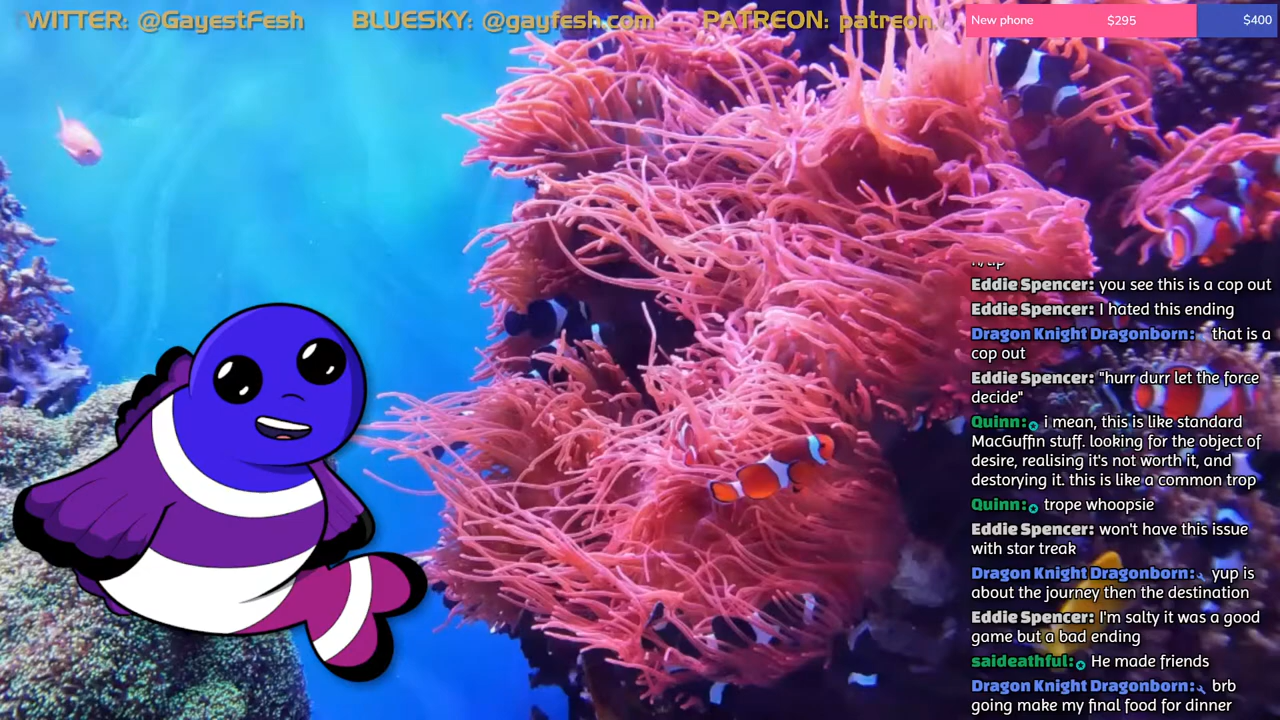 TWITTER: @GayestFesh BLUESKY: @gayfesh.com PATREON: patreon.
New phone $295 $400
Eddie Spencer: you see this is a cop out
Eddie Spencer: I hated this ending
Dragon Knight Dragonborn: that is a
cop out
Eddie Spencer: "hurr durr let the force
decide"
Quinn: i mean, this is like standard
MacGuffin stuff. looking for the object of
desire, realising it's not worth it, and
destorying it. this is like a common trop
Quinn: trope whoopsie
Eddie Spencer: won't have this issue
with star treak
Dragon Knight Dragonborn: yup is
about the journey then the destination
Eddie Spencer: I'm salty it was a good
game but a bad ending
saideathful: He made friends
Dragon Knight Dragonborn: brb
going make my final food for dinner